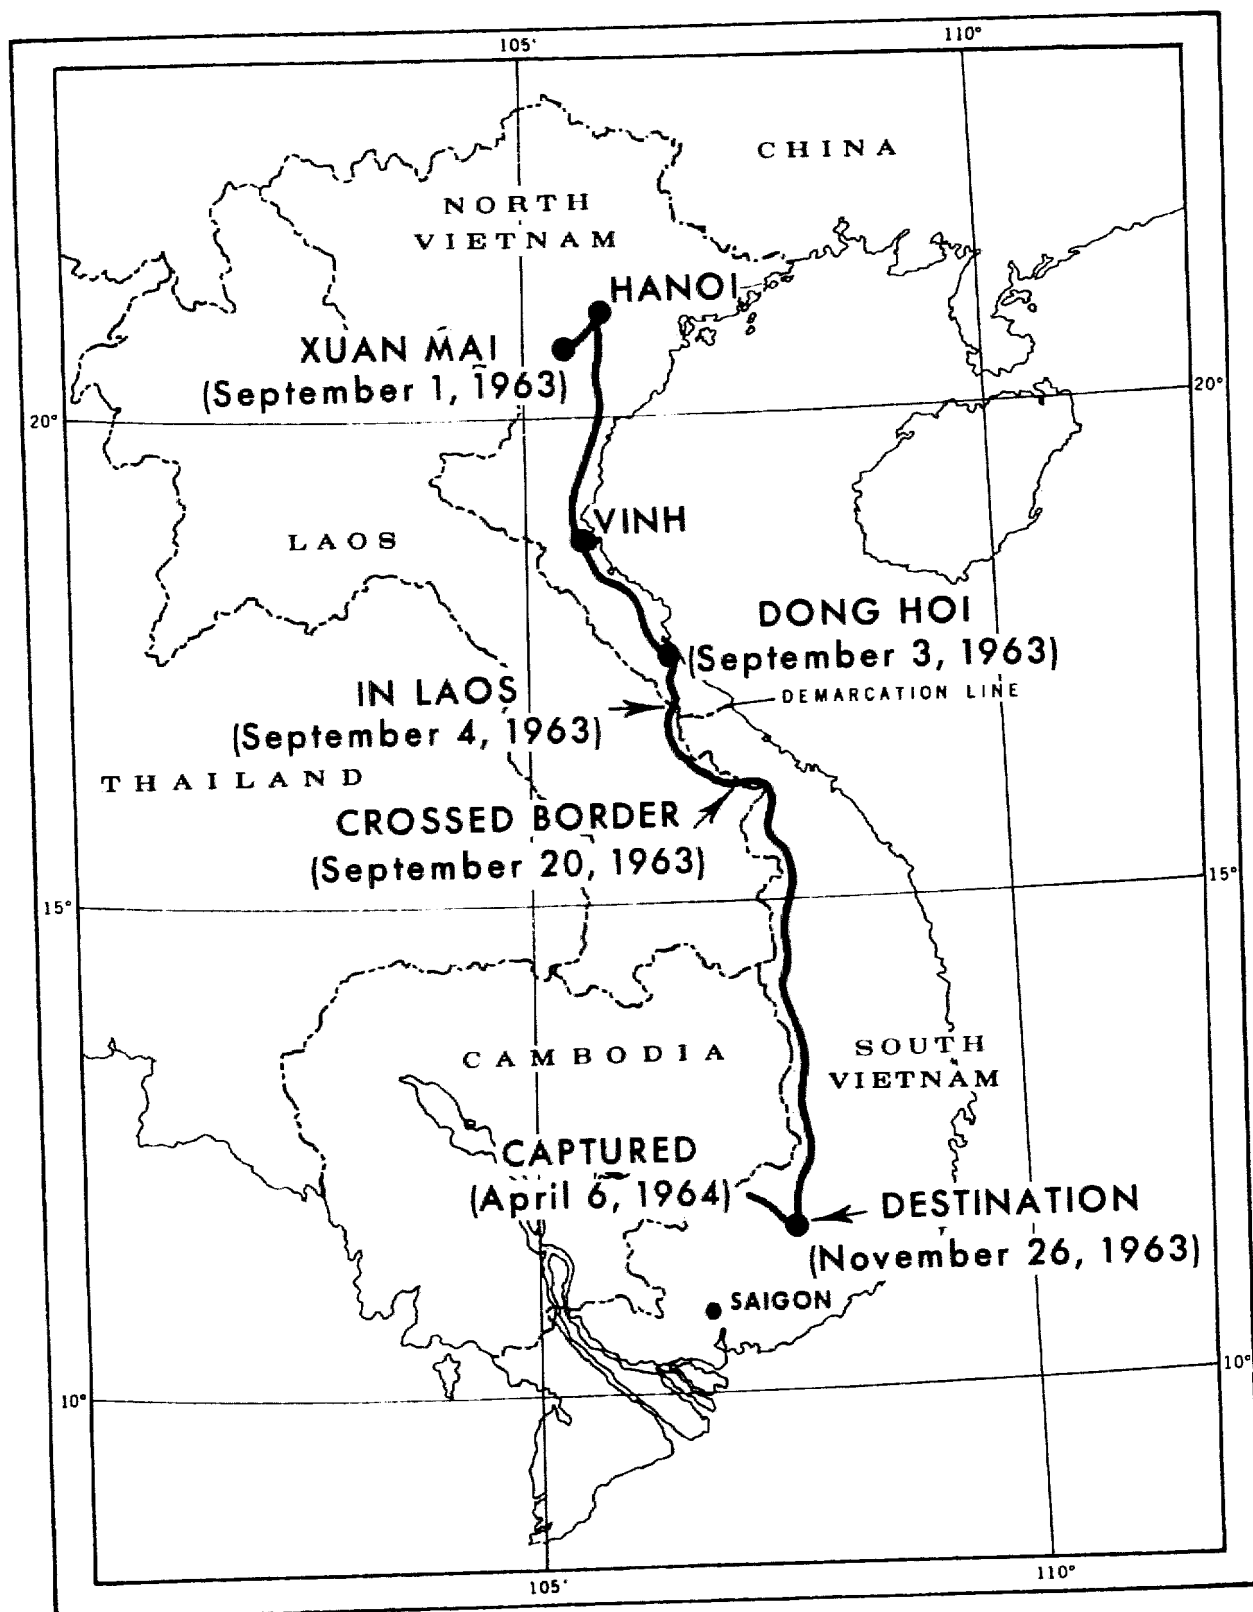 105°
110°
CHINA
NORTH
VIETNAM
HANOI
XUAN MAI
(September 1, 1963)
20°
20°
VINH
LAOS
DONG HOI
(September 3, 1963)
IN LAOS
(September 4, 1963)
DEMARCATION LINE
THAILAND
CROSSED BORDER
(September 20, 1963)
15°
15°
CAMBODIA
SOUTH
VIETNAM
CAPTURED
(April 6, 1964)
DESTINATION
(November 26, 1963)
SAIGON
10°
10°
105°
110°